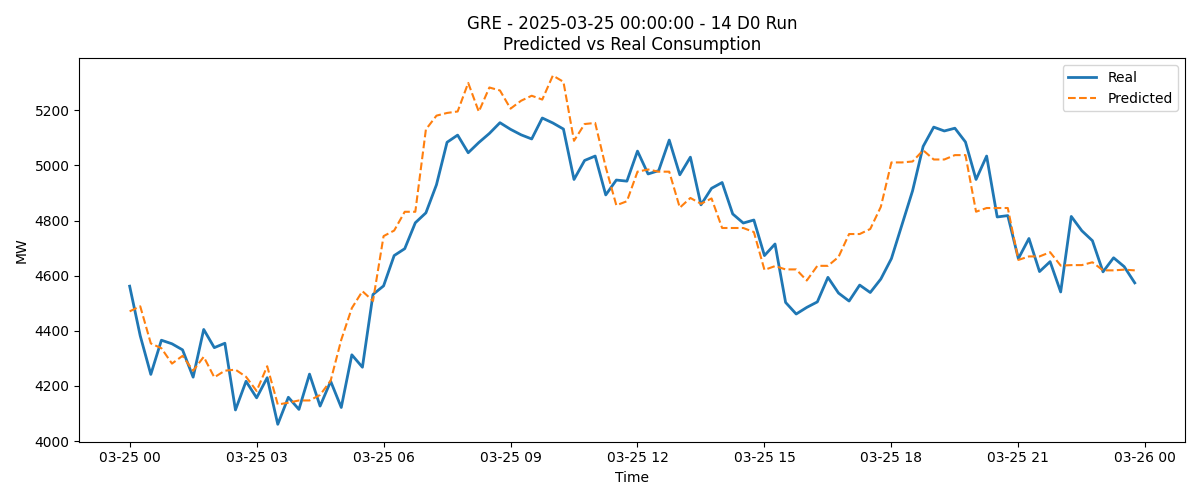 GRE - 2025-03-25 00:00:00 - 14 D0 Run
Predicted vs Real Consumption
Real
Predicted
5200
5000
4800
4600
4400
4200
4000
MW
03-25 00
03-25 03
03-25 06
03-25 09
03-25 12
03-25 15
03-25 18
03-25 21
03-26 00
Time